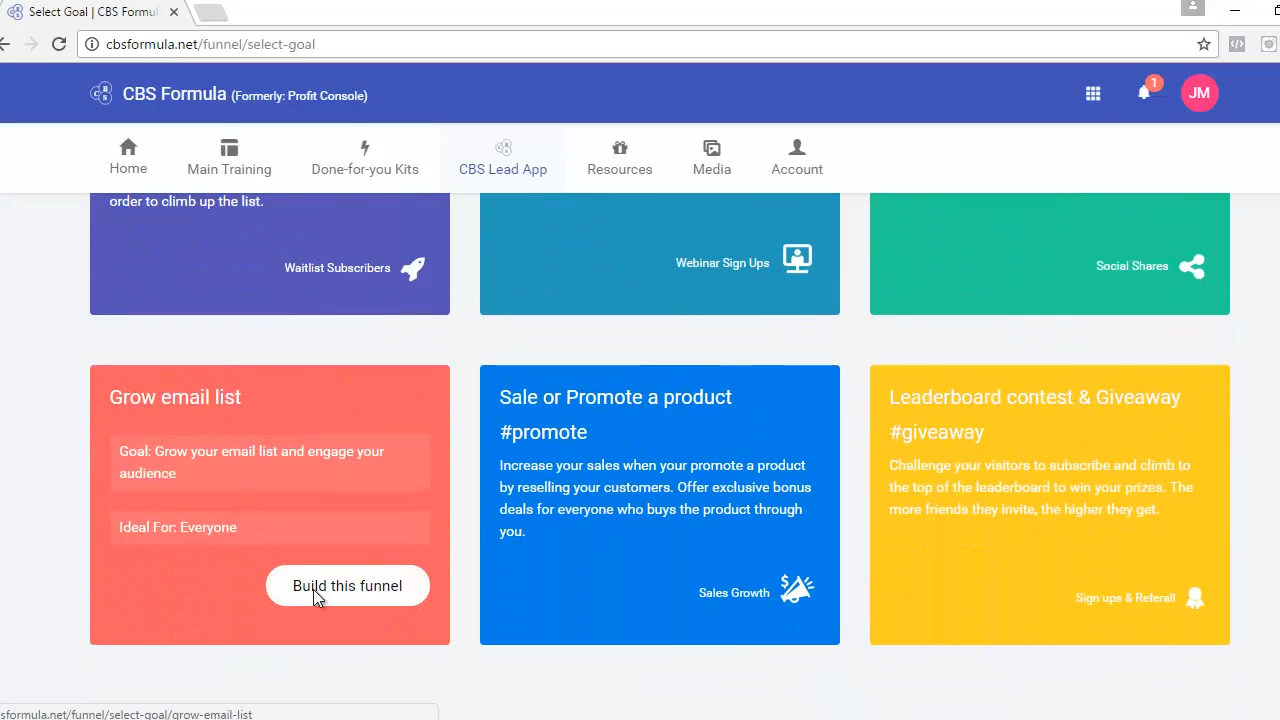 Select Goal | CBS Formu
cbsformula.net/funnel/select-goal
CBS Formula (Formerly: Profit Console)
1
JM
Home
Main Training
Done-for-you Kits
CBS Lead App
Resources
Media
Account
order to climb up the list.
Waitlist Subscribers
Webinar Sign Ups
Social Shares
Grow email list
Goal: Grow your email list and engage your
audience
Ideal For: Everyone
Build this funnel
Sale or Promote a product
#promote
Increase your sales when your promote a product
by reselling your customers. Offer exclusive bonus
deals for everyone who buys the product through
you.
Sales Growth
Leaderboard contest & Giveaway
#giveaway
Challenge your visitors to subscribe and climb to
the top of the leaderboard to win your prizes. The
more friends they invite, the higher they get.
Sign ups & Referall
sformula.net/funnel/select-goal/grow-email-list